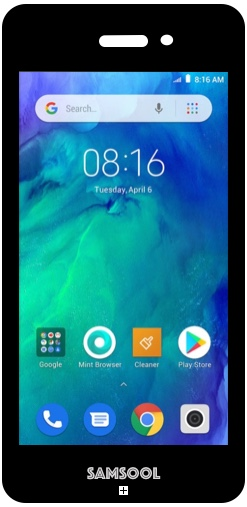 8:16 AM
Search..
08:16
Tuesday, April 6
Google Mint Browser Cleaner Play Store
SAMSOOL